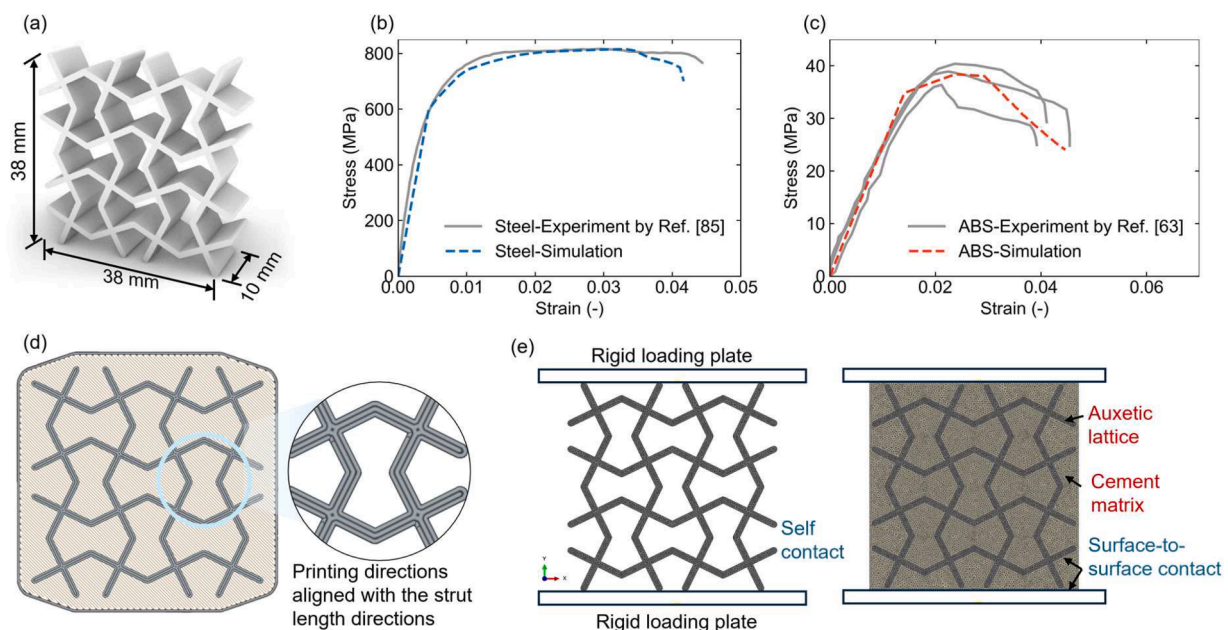 (a)
38 mm
38 mm
10 mm
(b)
Stress (MPa)
800
600
400
200
0
0.00 0.01 0.02 0.03 0.04 0.05
Strain (-)
Steel-Experiment by Ref. [85]
Steel-Simulation
(c)
Stress (MPa)
40
30
20
10
0
0.00 0.02 0.04 0.06
Strain (-)
ABS-Experiment by Ref. [63]
ABS-Simulation
(d)
Printing directions
aligned with the strut
length directions
(e)
Rigid loading plate
Self
contact
Y
X
Rigid loading plate
Auxetic
lattice
Cement
matrix
Surface-to-
surface contact